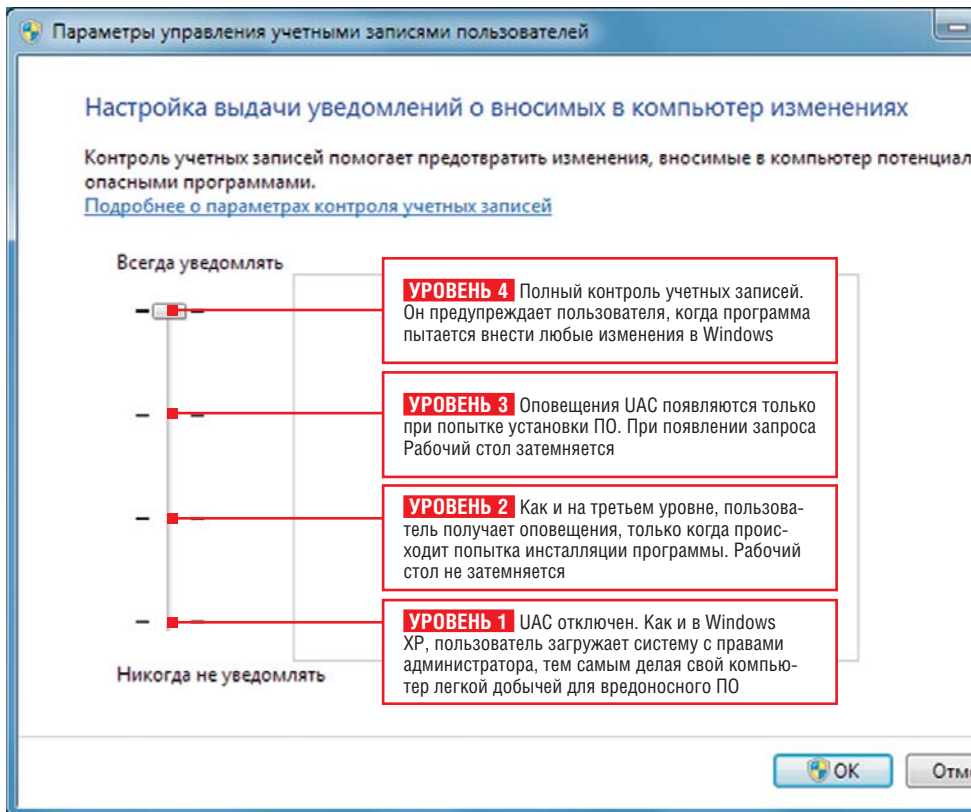 Параметры управления учетными записями пользователей
Настройка выдачи уведомлений о вносимых в компьютер изменениях
Контроль учетных записей помогает предотвратить изменения, вносимые в компьютер потенциал
опасными программами.
Подробнее о параметрах контроля учетных записей
Всегда уведомлять
УРОВЕНЬ 4 Полный контроль учетных записей.
Он предупреждает пользователя, когда программа
пытается внести любые изменения в Windows
УРОВЕНЬ 3 Оповещения UAC появляются только
при попытке установки ПО. При появлении запроса
Рабочий стол затемняется
УРОВЕНЬ 2 Как и на третьем уровне, пользова-
тель получает оповещения, только когда проис-
ходит попытка инсталляции программы. Рабочий
стол не затемняется
УРОВЕНЬ 1 UAC отключен. Как и в Windows
XP, пользователь загружает систему с правами
администратора, тем самым делая свой компью-
тер легкой добычей для вредоносного ПО
Никогда не уведомлять
OK
Отм